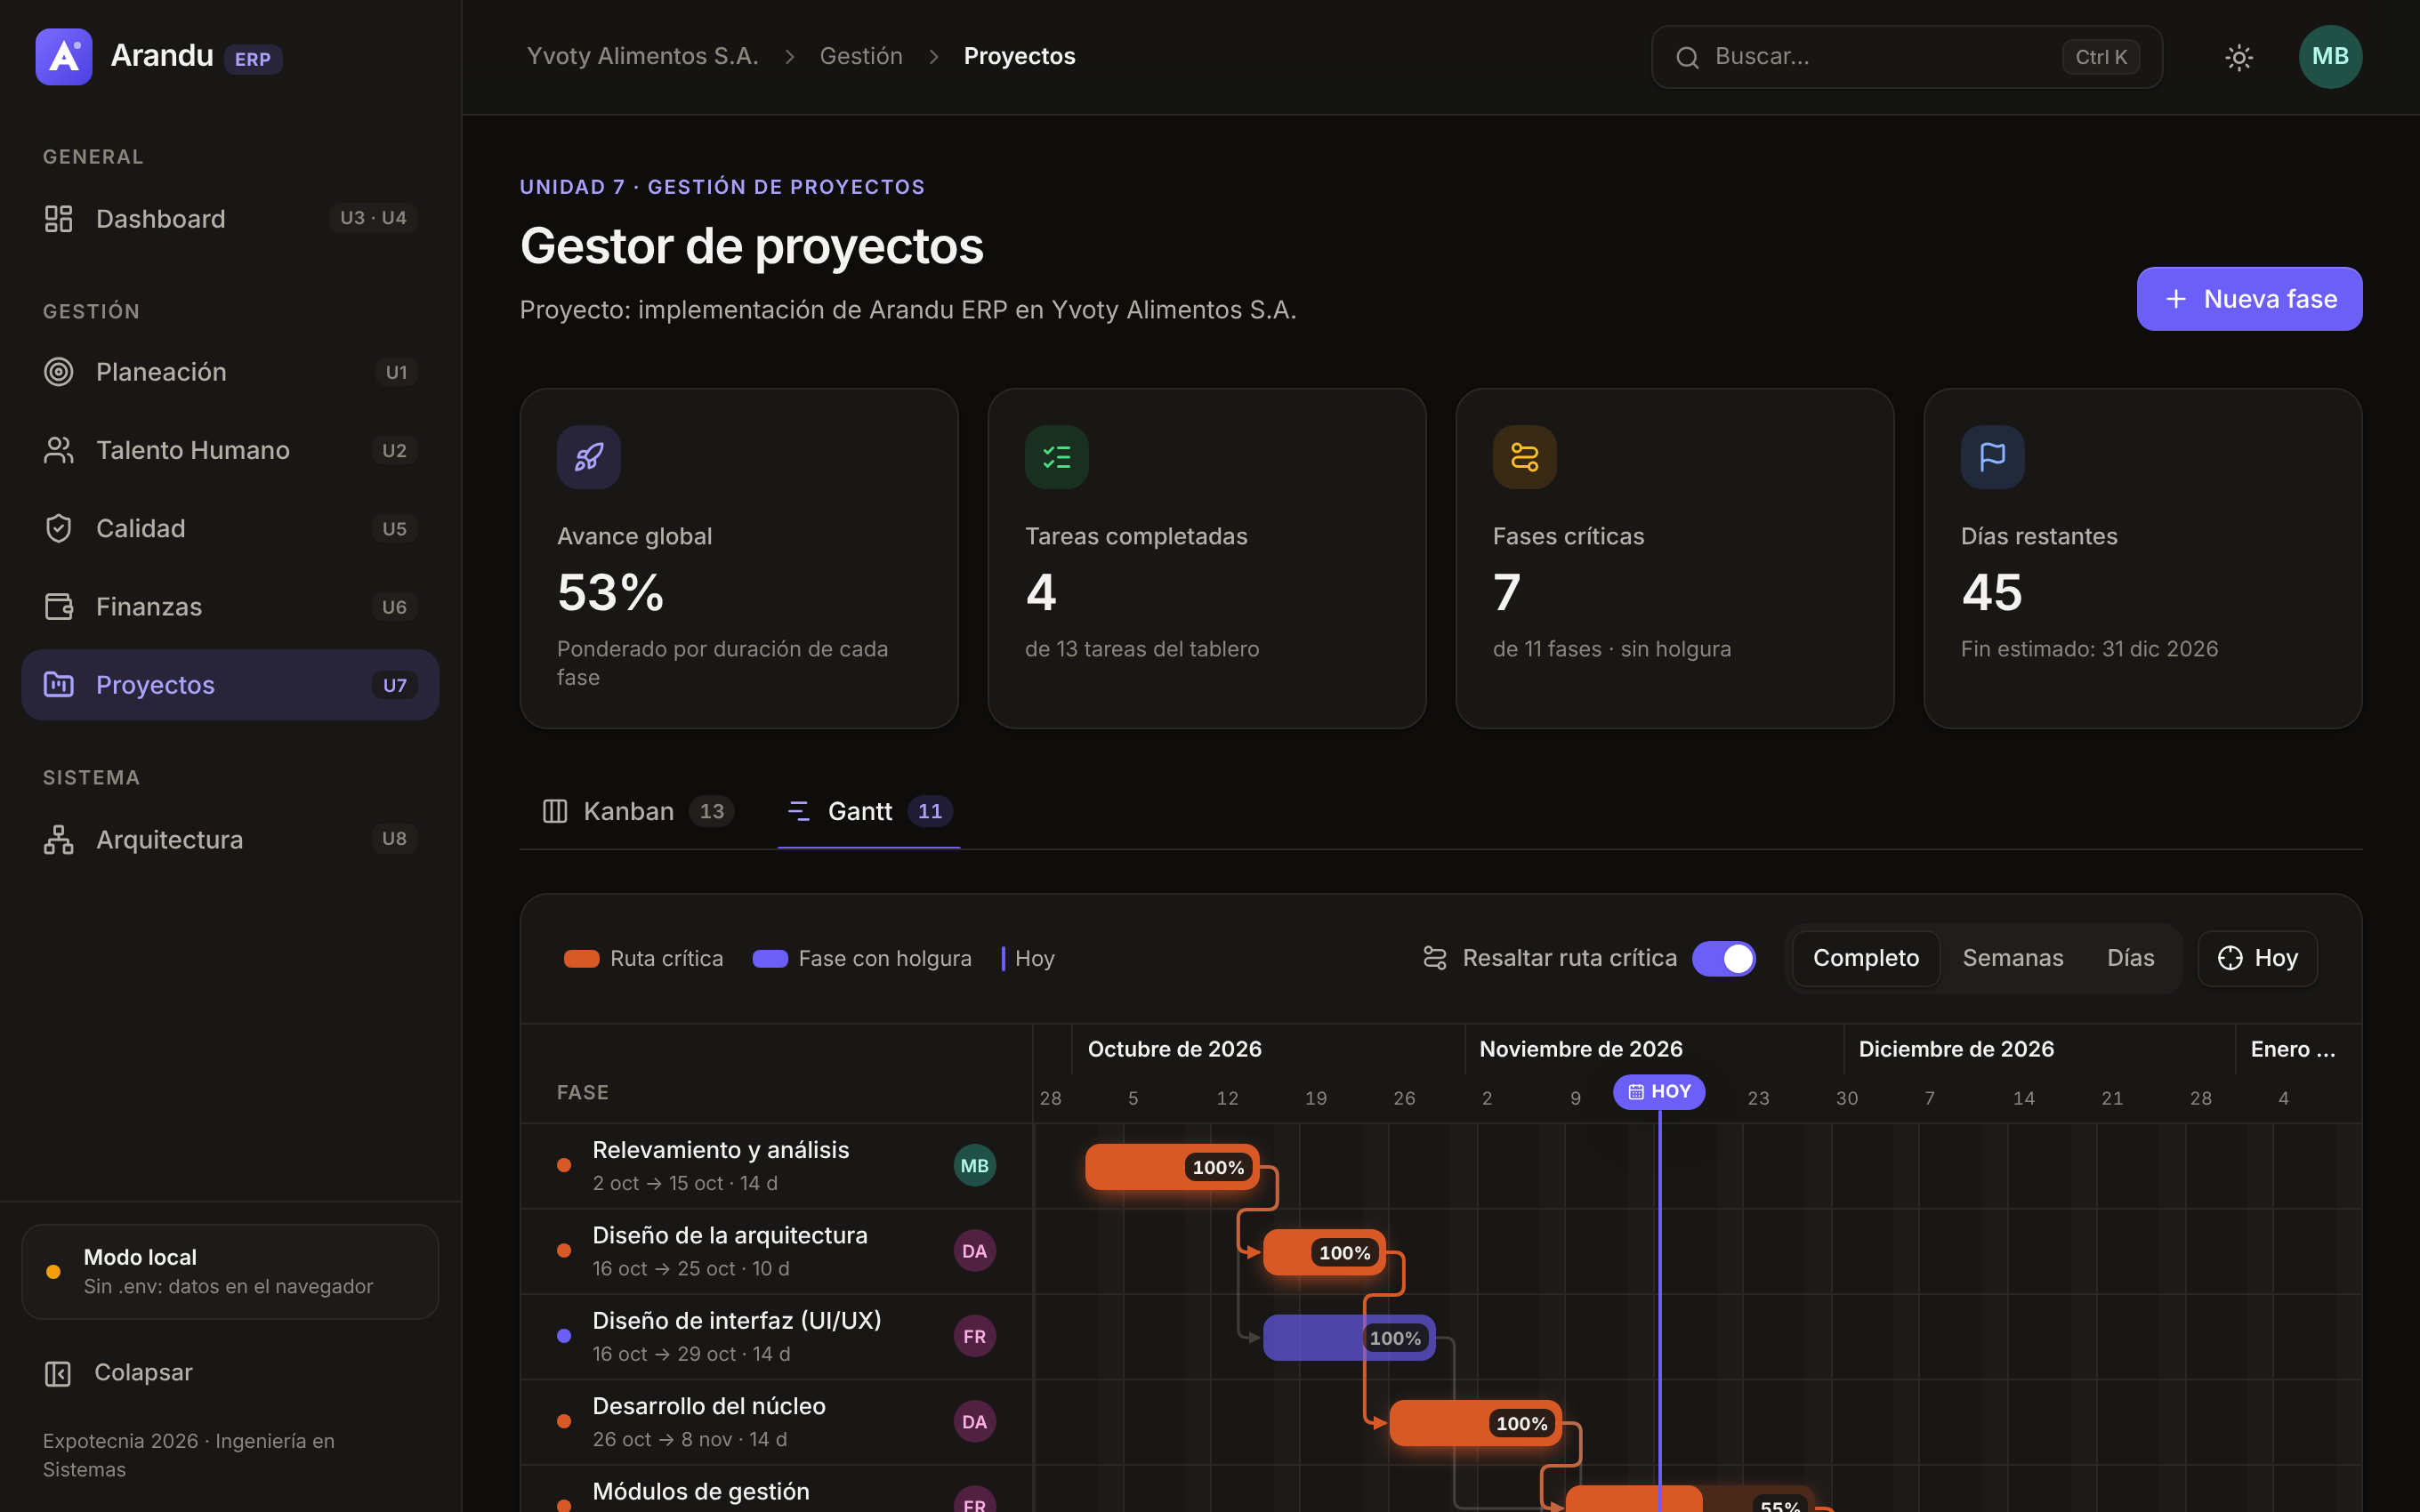 Arandu ERP
GENERAL
Dashboard U3 · U4
GESTIÓN
Planeación U1
Talento Humano U2
Calidad U5
Finanzas U6
Proyectos U7
SISTEMA
Arquitectura U8
Modo local
Sin .env: datos en el navegador
Colapsar
Expotecnia 2026 · Ingeniería en
Sistemas
Yvoty Alimentos S.A. > Gestión > Proyectos
Buscar... Ctrl K
MB
UNIDAD 7 · GESTIÓN DE PROYECTOS
Gestor de proyectos
Proyecto: implementación de Arandu ERP en Yvoty Alimentos S.A.
+ Nueva fase
Avance global
53%
Ponderado por duración de cada
fase
Tareas completadas
4
de 13 tareas del tablero
Fases críticas
7
de 11 fases · sin holgura
Días restantes
45
Fin estimado: 31 dic 2026
Kanban 13
Gantt 11
Ruta crítica
Fase con holgura
Hoy
Resaltar ruta crítica
Completo Semanas Días
Hoy
FASE
Octubre de 2026 Noviembre de 2026 Diciembre de 2026 Enero ...
28 5 12 19 26 2 9 HOY 23 30 7 14 21 28 4
Relevamiento y análisis
2 oct → 15 oct · 14 d
MB
100%
Diseño de la arquitectura
16 oct → 25 oct · 10 d
DA
100%
Diseño de interfaz (UI/UX)
16 oct → 29 oct · 14 d
FR
100%
Desarrollo del núcleo
26 oct → 8 nov · 14 d
DA
100%
Módulos de gestión
FR
55%